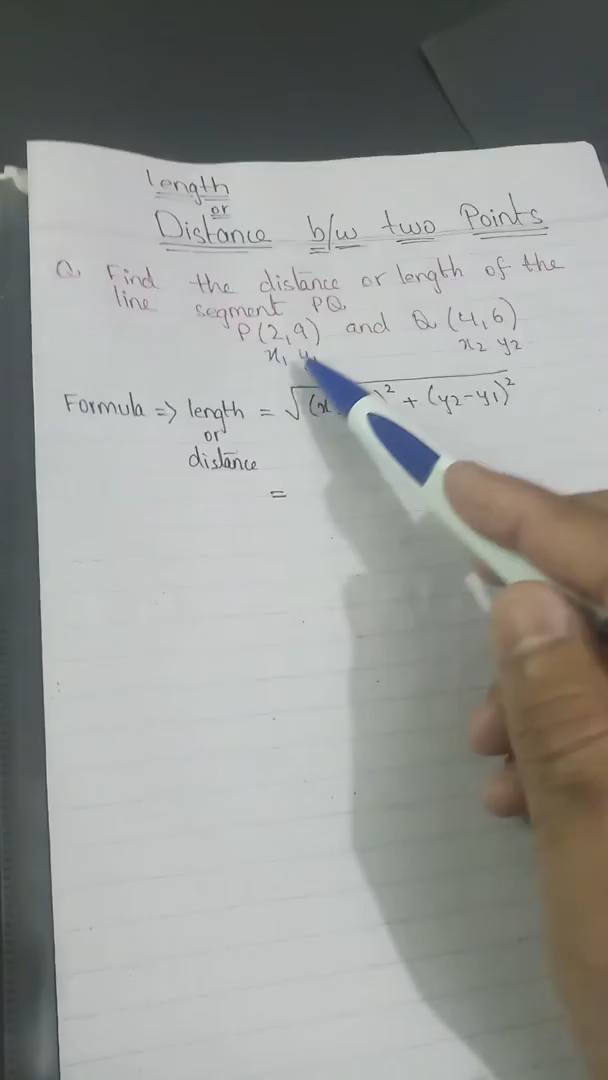 Length
or
Distance b/w two Points
Q. Find the distance or length of the
line segment PQ.
P(2,9) and Q(4,6)
x₁ y₁ x₂ y₂
Formula => length = √(x )² + (y₂-y₁)²
or
distance
=